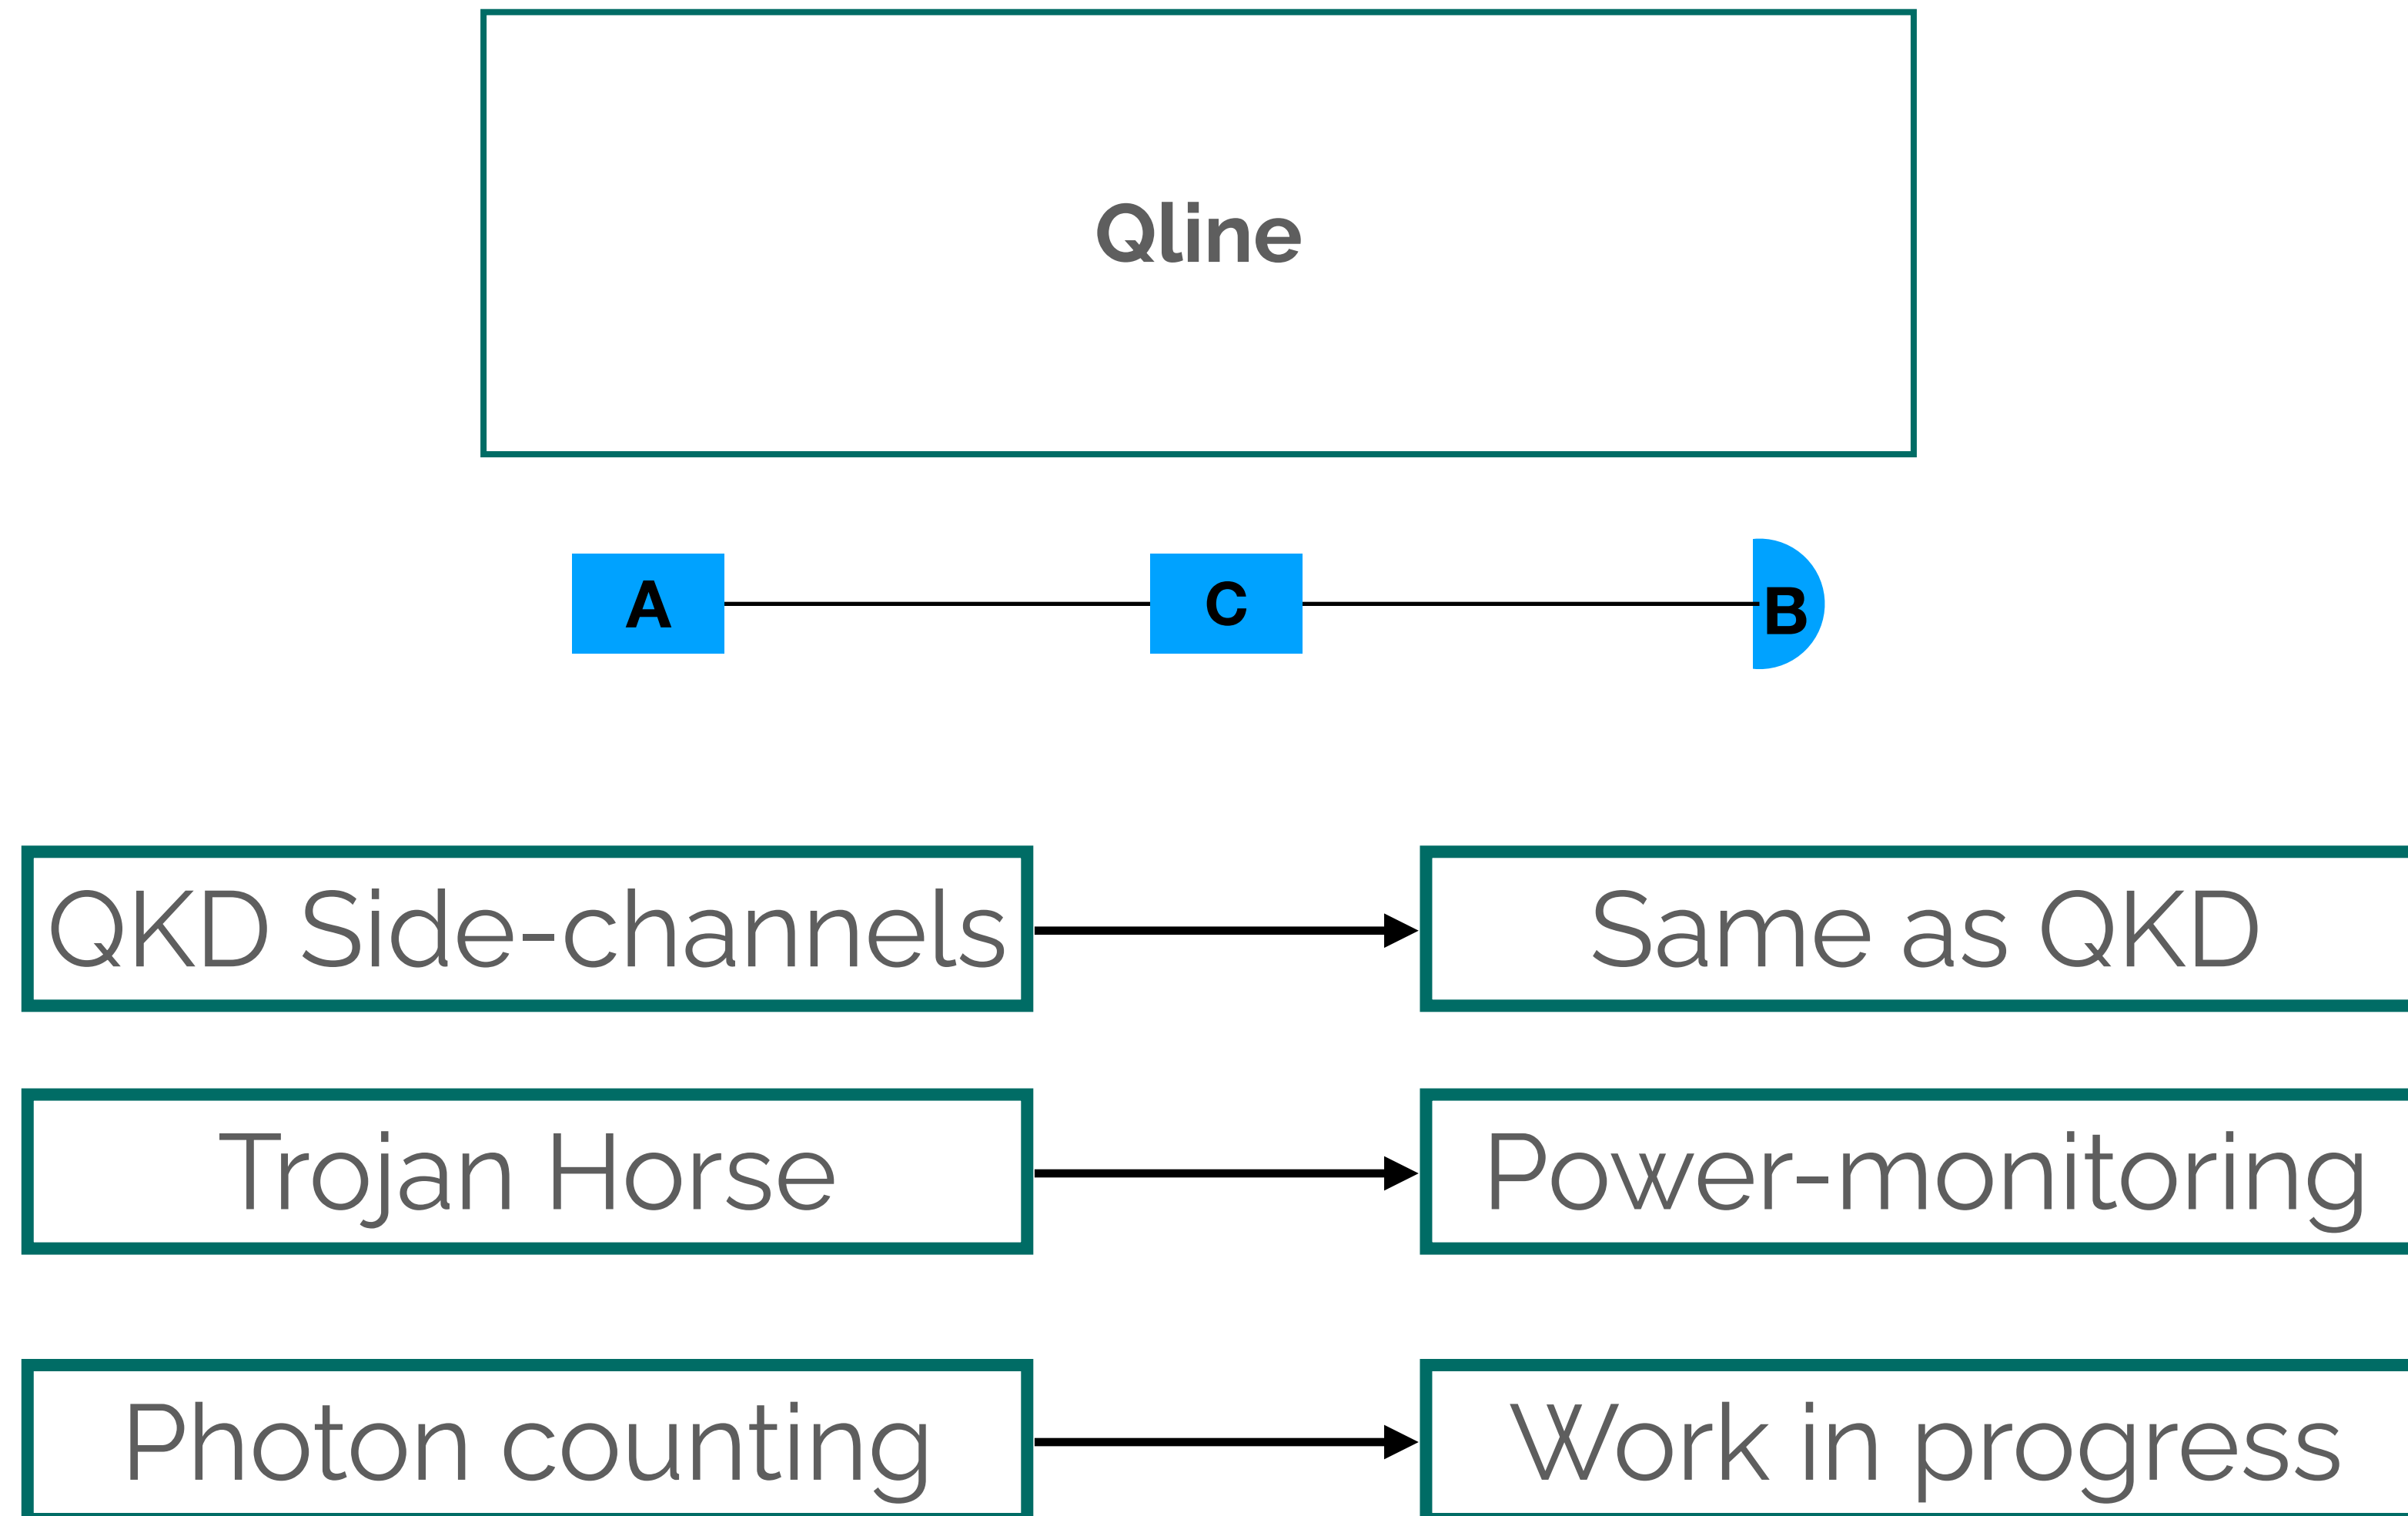 Qline
A C B
QKD Side-channels Same as QKD
Trojan Horse Power-monitoring
Photon counting Work in progress